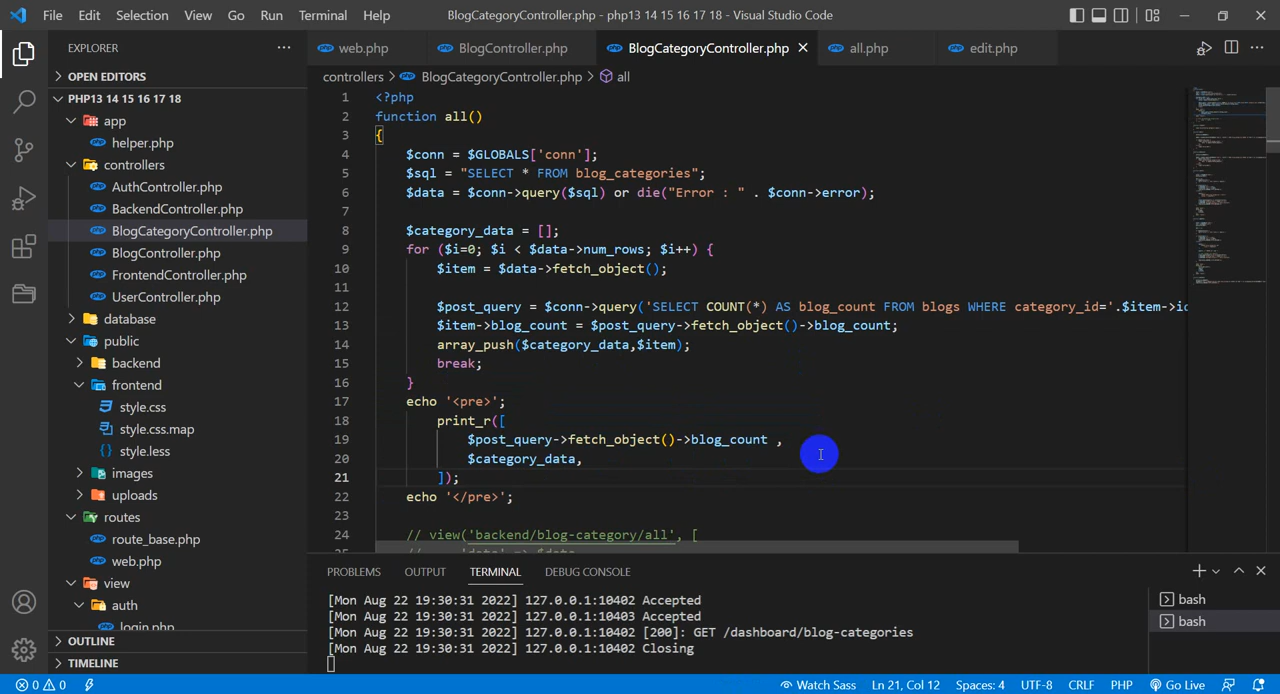 File Edit Selection View Go Run Terminal Help
BlogCategoryController.php - php13 14 15 16 17 18 - Visual Studio Code
EXPLORER
OPEN EDITORS
PHP13 14 15 16 17 18
app
helper.php
controllers
AuthController.php
BackendController.php
BlogCategoryController.php
BlogController.php
FrontendController.php
UserController.php
database
public
backend
frontend
style.css
style.css.map
style.less
images
uploads
routes
route_base.php
web.php
view
auth
login.php
OUTLINE
TIMELINE
web.php BlogController.php BlogCategoryController.php all.php edit.php
controllers > BlogCategoryController.php > all
1 <?php
2 function all()
3 {
4 $conn = $GLOBALS['conn'];
5 $sql = "SELECT * FROM blog_categories";
6 $data = $conn->query($sql) or die("Error : " . $conn->error);
7
8 $category_data = [];
9 for ($i=0; $i < $data->num_rows; $i++) {
10 $item = $data->fetch_object();
11
12 $post_query = $conn->query('SELECT COUNT(*) AS blog_count FROM blogs WHERE category_id='.$item->id
13 $item->blog_count = $post_query->fetch_object()->blog_count;
14 array_push($category_data,$item);
15 break;
16 }
17 echo '<pre>';
18 print_r([
19 $post_query->fetch_object()->blog_count ,
20 $category_data,
21 ]);
22 echo '</pre>';
23
24 // view('backend/blog-category/all', [
25 // 'data' => $data
PROBLEMS OUTPUT TERMINAL DEBUG CONSOLE
[Mon Aug 22 19:30:31 2022] 127.0.0.1:10402 Accepted
[Mon Aug 22 19:30:31 2022] 127.0.0.1:10403 Accepted
[Mon Aug 22 19:30:31 2022] 127.0.0.1:10402 [200]: GET /dashboard/blog-categories
[Mon Aug 22 19:30:31 2022] 127.0.0.1:10402 Closing
bash
bash
0 0 Watch Sass Ln 21, Col 12 Spaces: 4 UTF-8 CRLF PHP Go Live